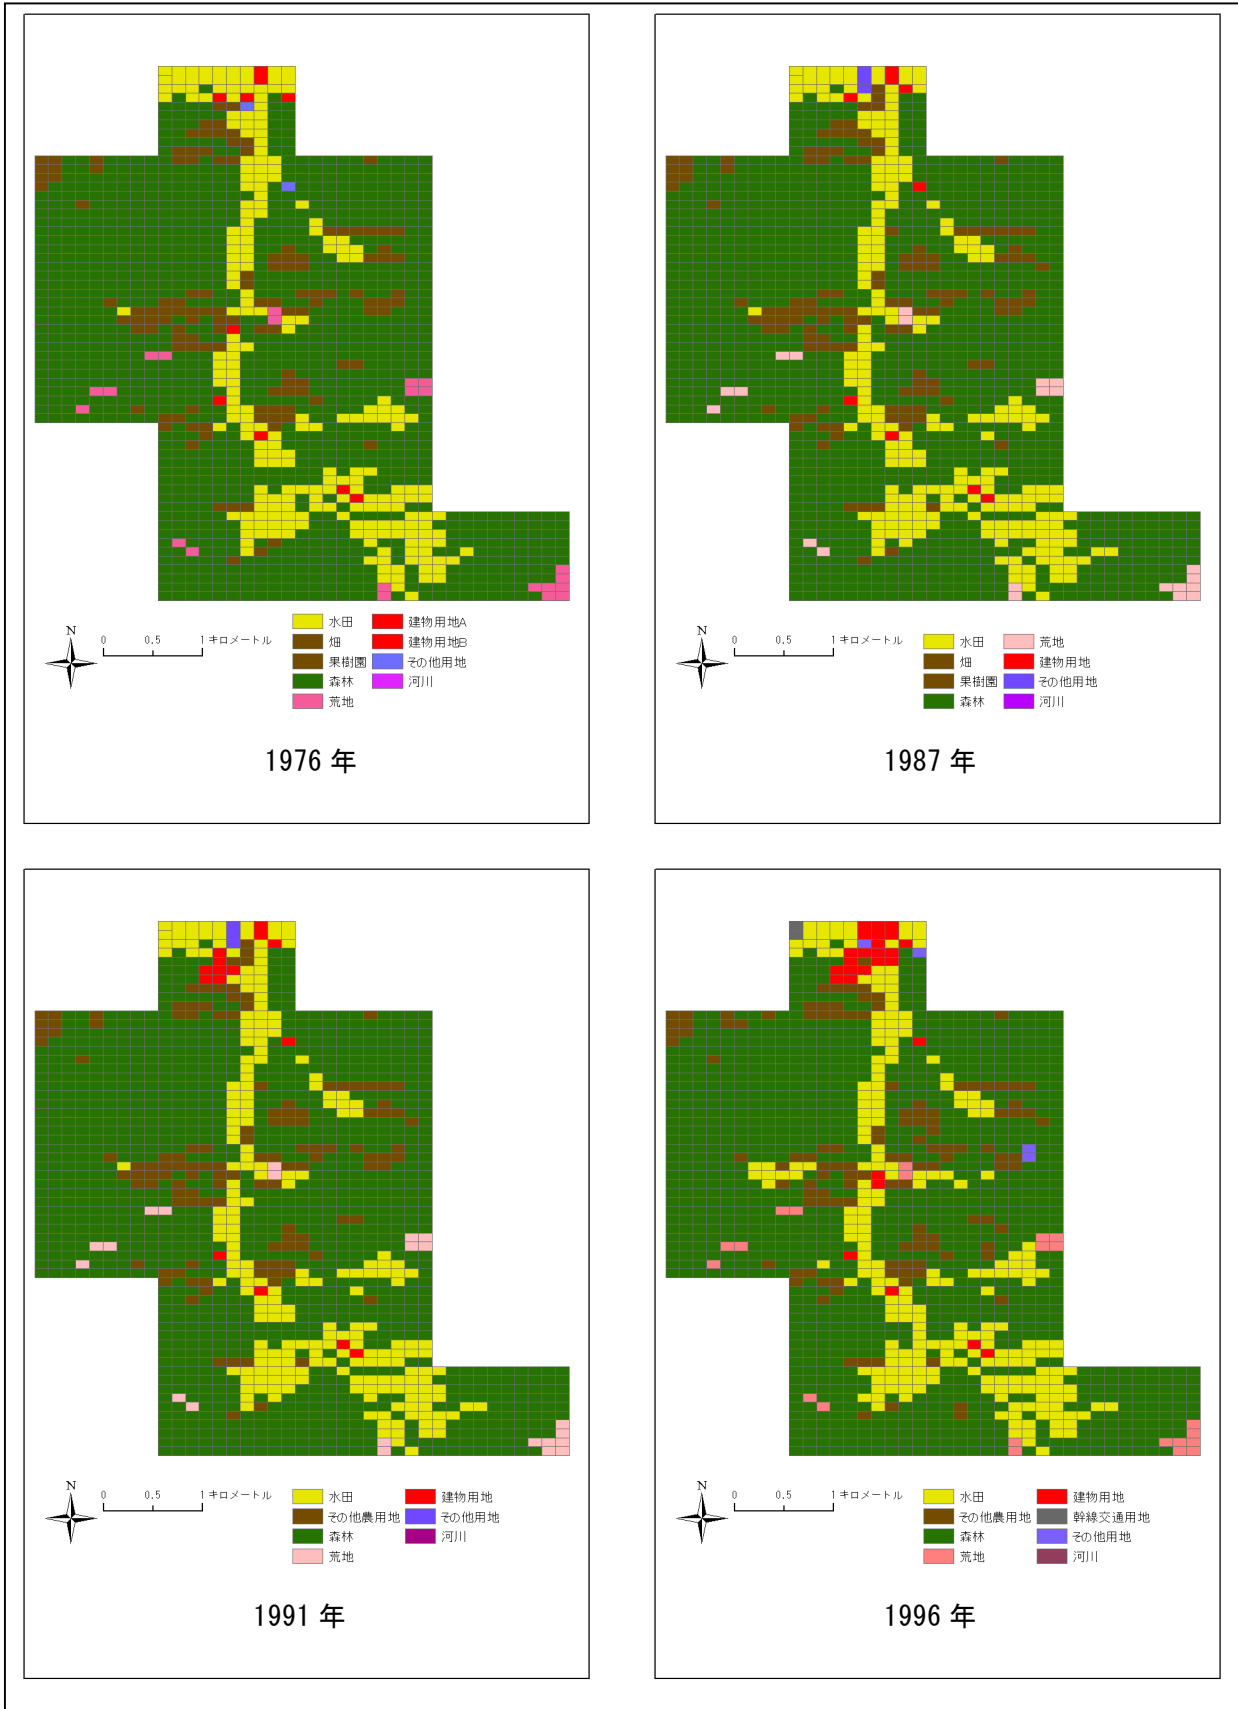 N
0 0.5 1 キロメートル
水田 建物用地A
畑 建物用地B
果樹園 その他用地
森林 河川
荒地
1976 年
N
0 0.5 1 キロメートル
水田 荒地
畑 建物用地
果樹園 その他用地
森林 河川
1987 年
N
0 0.5 1 キロメートル
水田 建物用地
その他農用地 その他用地
森林 河川
荒地
1991 年
N
0 0.5 1 キロメートル
水田 建物用地
その他農用地 幹線交通用地
森林 その他用地
荒地 河川
1996 年